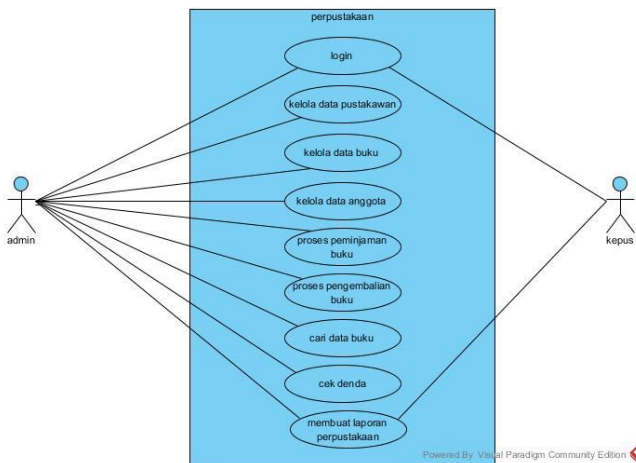 perpustakaan
login
kelola data pustakawan
kelola data buku
kelola data anggota
proses peminjaman
buku
proses pengembalian
buku
cari data buku
cek denda
membuat laporan
perpustakaan
admin
kepus
Powered By Visual Paradigm Community Edition